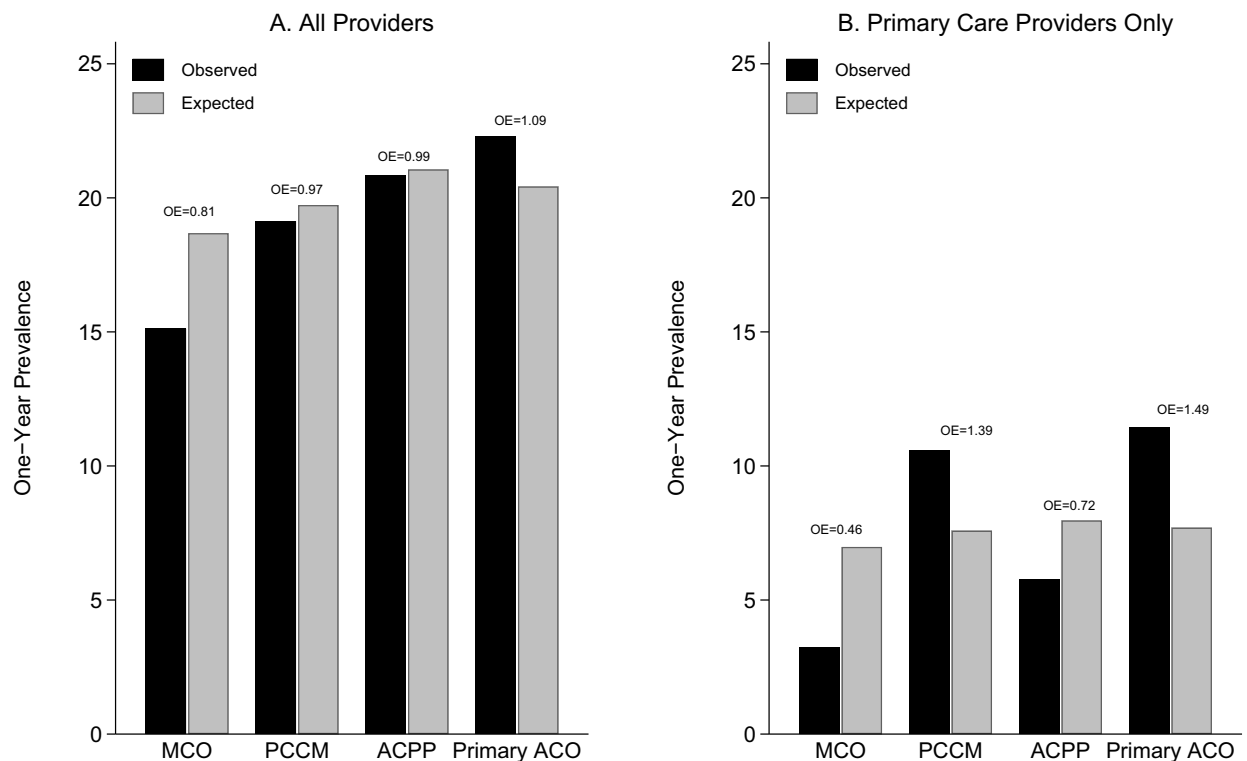 A. All Providers
25
20
15
10
5
0
One−Year Prevalence
Observed
Expected
OE=0.81
OE=0.97
OE=0.99
OE=1.09
MCO PCCM ACPP Primary ACO
B. Primary Care Providers Only
25
20
15
10
5
0
One−Year Prevalence
Observed
Expected
OE=0.46
OE=1.39
OE=0.72
OE=1.49
MCO PCCM ACPP Primary ACO